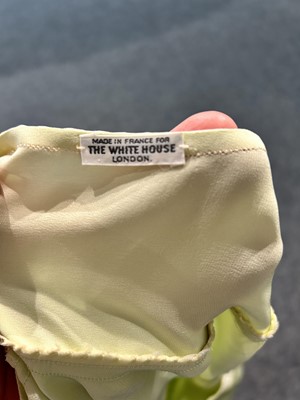 MADE IN FRANCE FOR
THE WHITE HOUSE
LONDON.